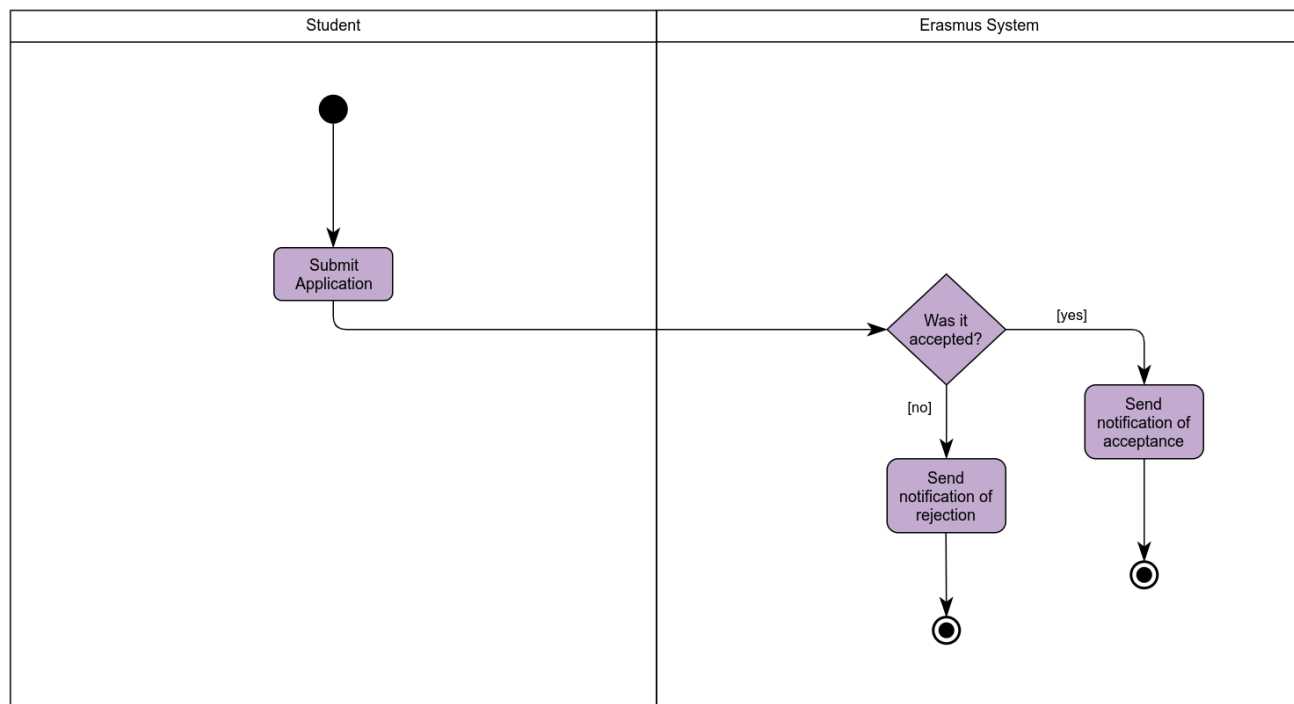 Student
Erasmus System
Submit
Application
Was it
accepted?
[yes]
[no]
Send
notification of
acceptance
Send
notification of
rejection